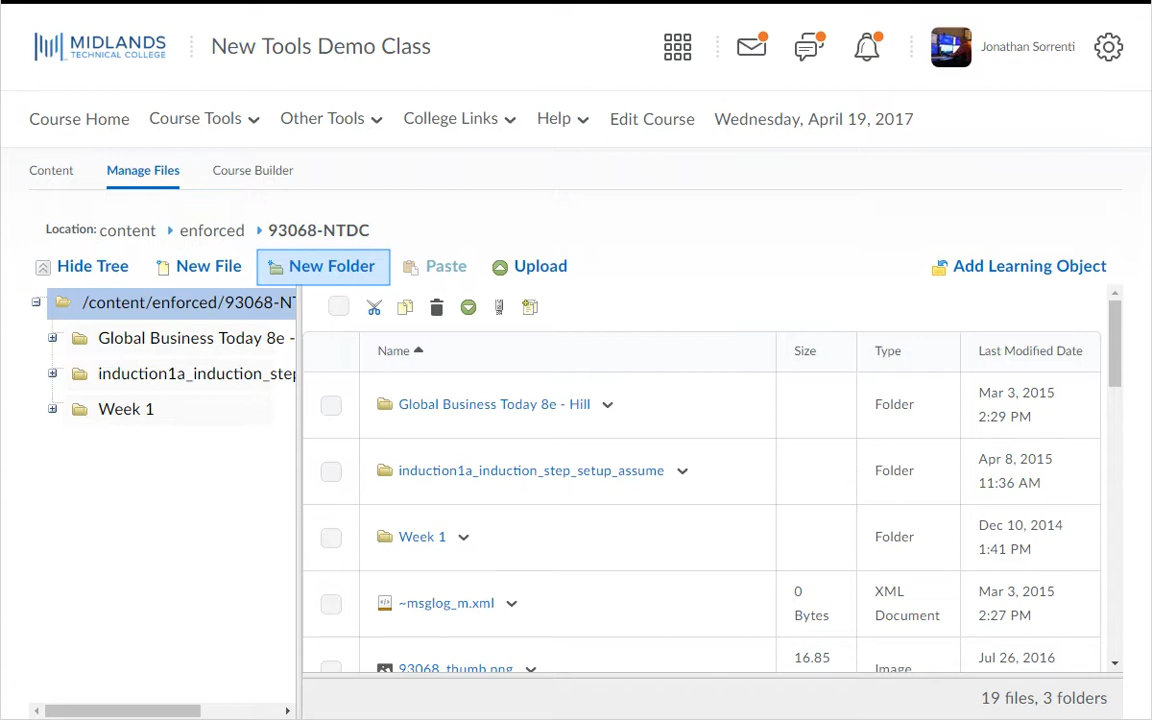 MIDLANDS
TECHNICAL COLLEGE
New Tools Demo Class
Jonathan Sorrenti
Course Home Course Tools Other Tools College Links Help Edit Course Wednesday, April 19, 2017
Content Manage Files Course Builder
Location: content enforced 93068-NTDC
Hide Tree New File New Folder Paste Upload Add Learning Object
/content/enforced/93068-NT
Global Business Today 8e -
induction1a_induction_step
Week 1
Name Size Type Last Modified Date
Global Business Today 8e - Hill Folder Mar 3, 2015
2:29 PM
induction1a_induction_step_setup_assume Folder Apr 8, 2015
11:36 AM
Week 1 Folder Dec 10, 2014
1:41 PM
~msglog_m.xml 0 Bytes XML Document Mar 3, 2015
2:27 PM
93068_thumb.png 16.85 Image Jul 26, 2016
19 files, 3 folders